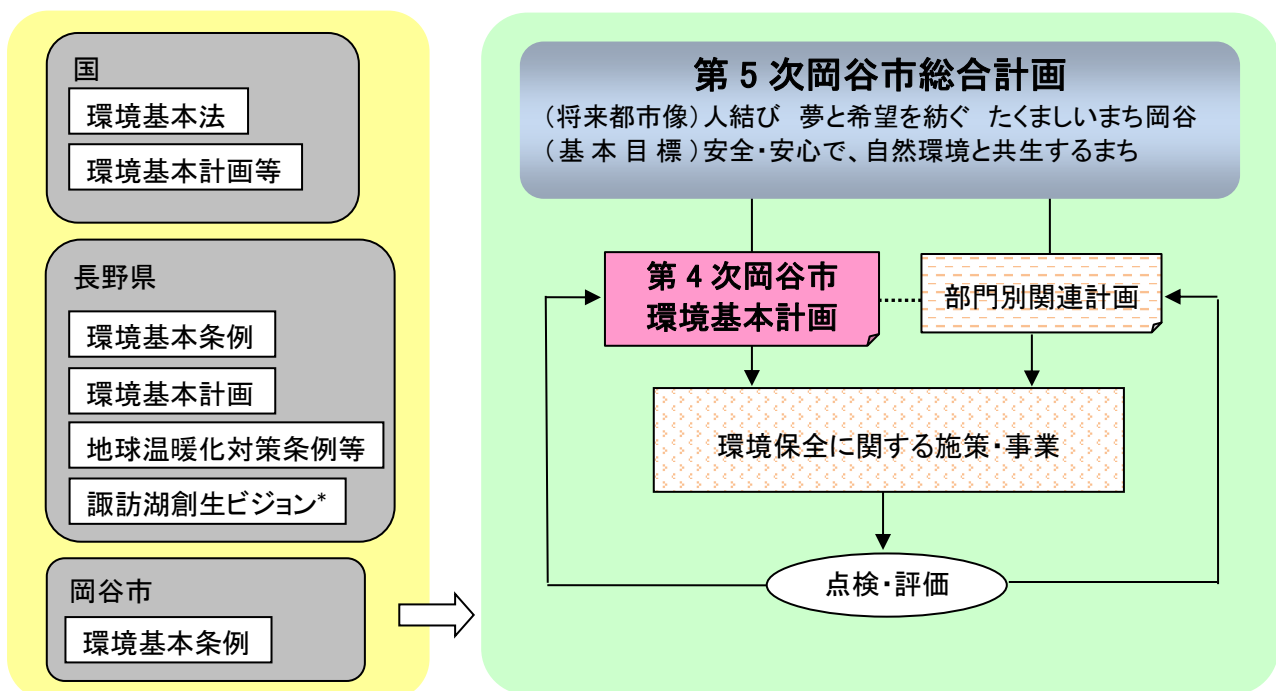 国
環境基本法
環境基本計画等
長野県
環境基本条例
環境基本計画
地球温暖化対策条例等
諏訪湖創生ビジョン*
岡谷市
環境基本条例
第5次岡谷市総合計画
(将来都市像)人結び 夢と希望を紡ぐ たくましいまち岡谷
(基本目標)安全・安心で、自然環境と共生するまち
第4次岡谷市
環境基本計画
部門別関連計画
環境保全に関する施策・事業
点検・評価